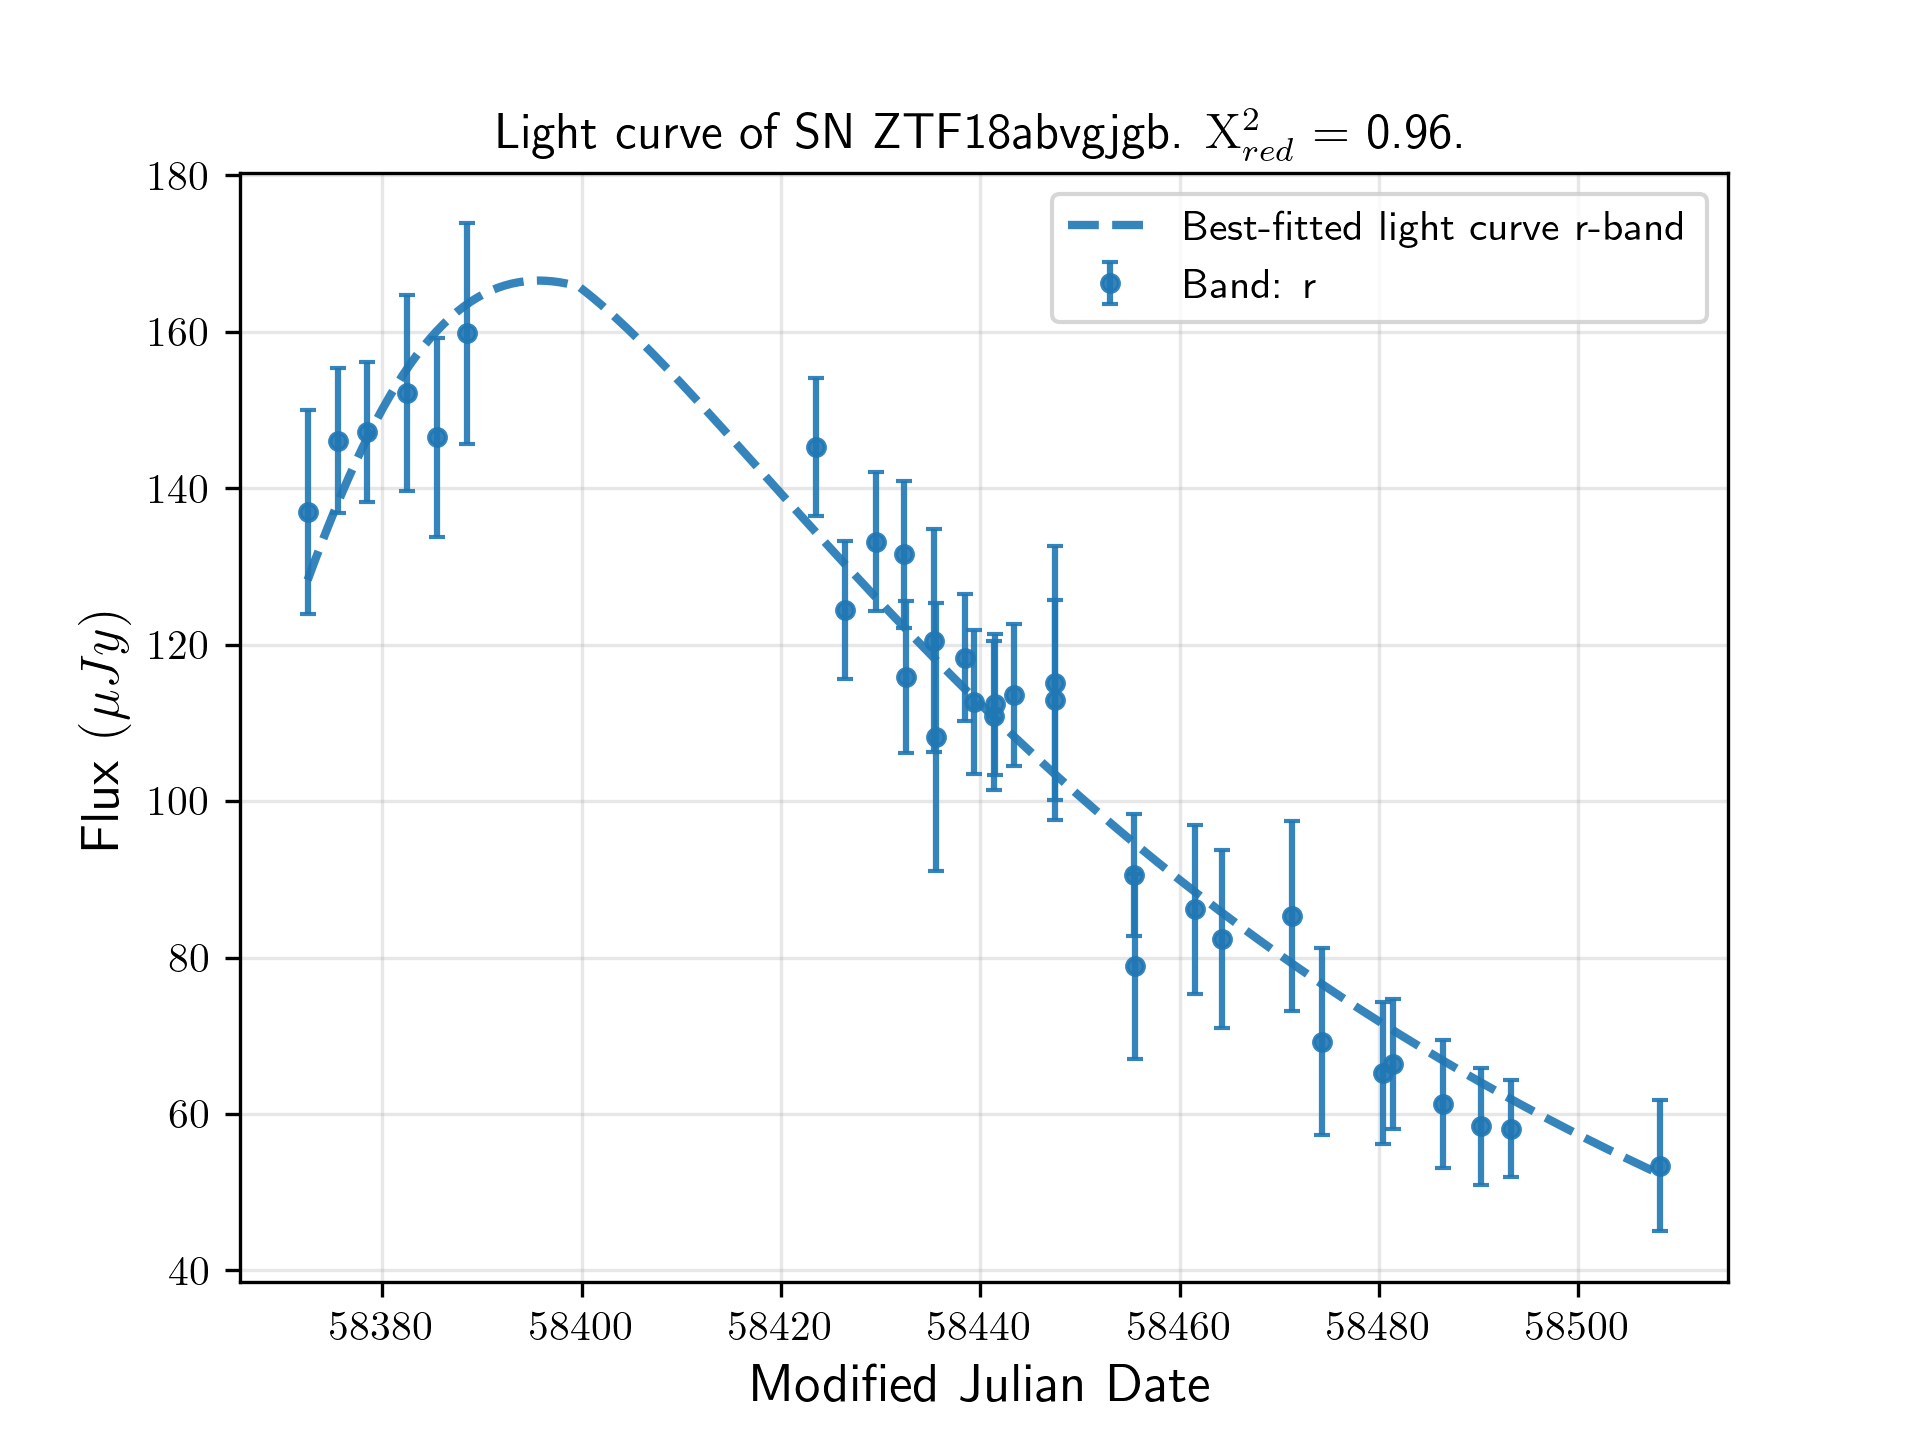 Light curve of SN ZTF18abvgjgb. X²_red = 0.96.
180
160
140
120
100
80
60
40
Flux (μJy)
Best-fitted light curve r-band
Band: r
58380 58400 58420 58440 58460 58480 58500
Modified Julian Date